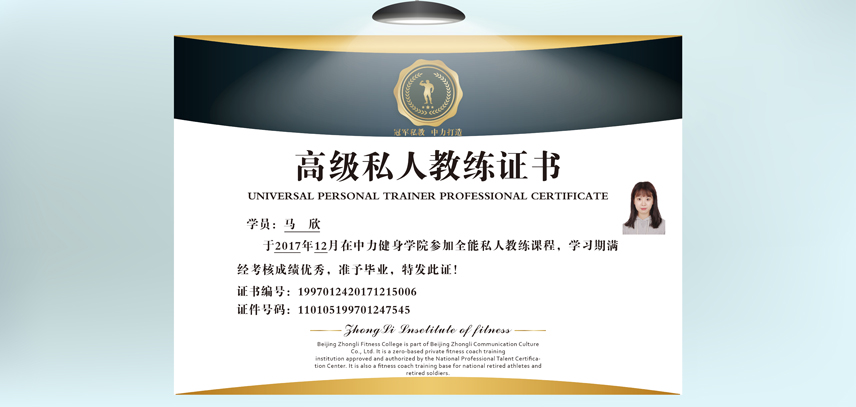 冠军私教 中力打造
高级私人教练证书
UNIVERSAL PERSONAL TRAINER PROFESSIONAL CERTIFICATE
学员：马 欣
于2017年12月在中力健身学院参加全能私人教练课程，学习期满
经考核成绩优秀，准予毕业，特发此证！
证书编号：1997012420171215006
证件号码：110105199701247545
ZhongLi Insetitute of fitness
Beijing Zhongli Fitness College is part of Beijing Zhongli Communication Culture
Co., Ltd. It is a zero-based private fitness coach training
institution approved and authorized by the National Professional Talent Certifica-
tion Center. It is also a fitness coach training base for national retired athletes and
retired soldiers.